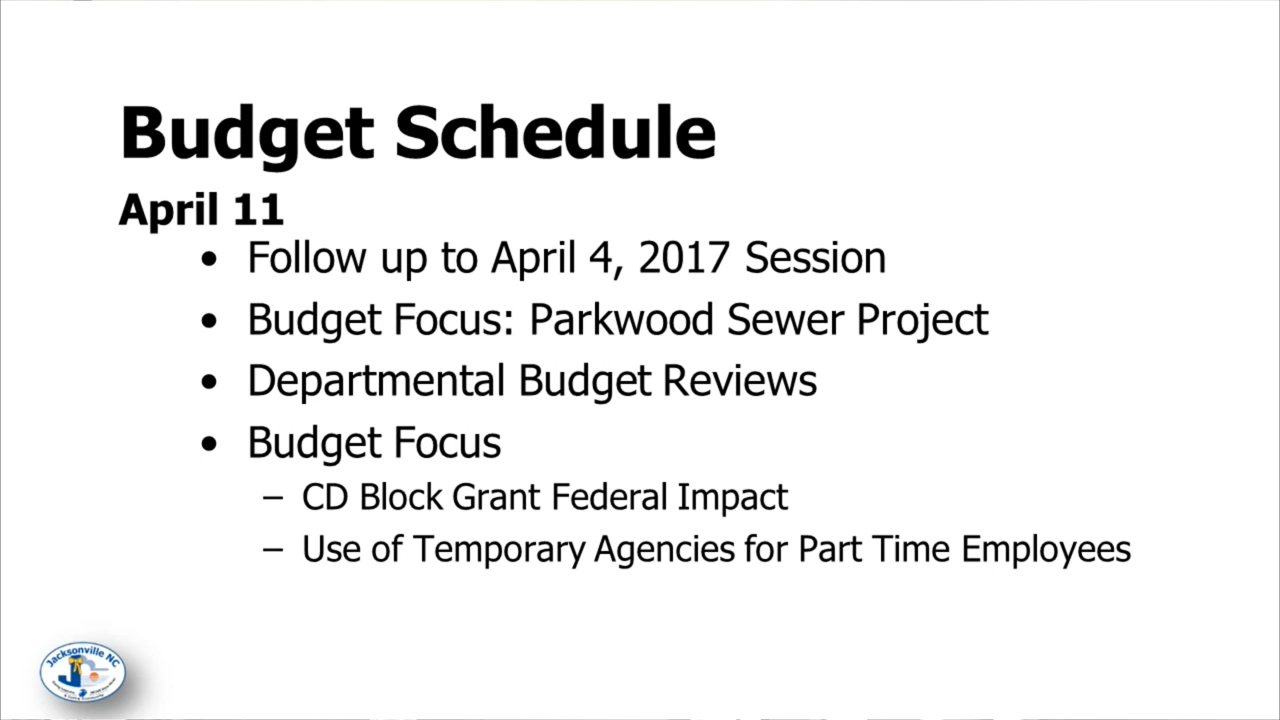 Budget Schedule
April 11
• Follow up to April 4, 2017 Session
• Budget Focus: Parkwood Sewer Project
• Departmental Budget Reviews
• Budget Focus
– CD Block Grant Federal Impact
– Use of Temporary Agencies for Part Time Employees
Jacksonville NC